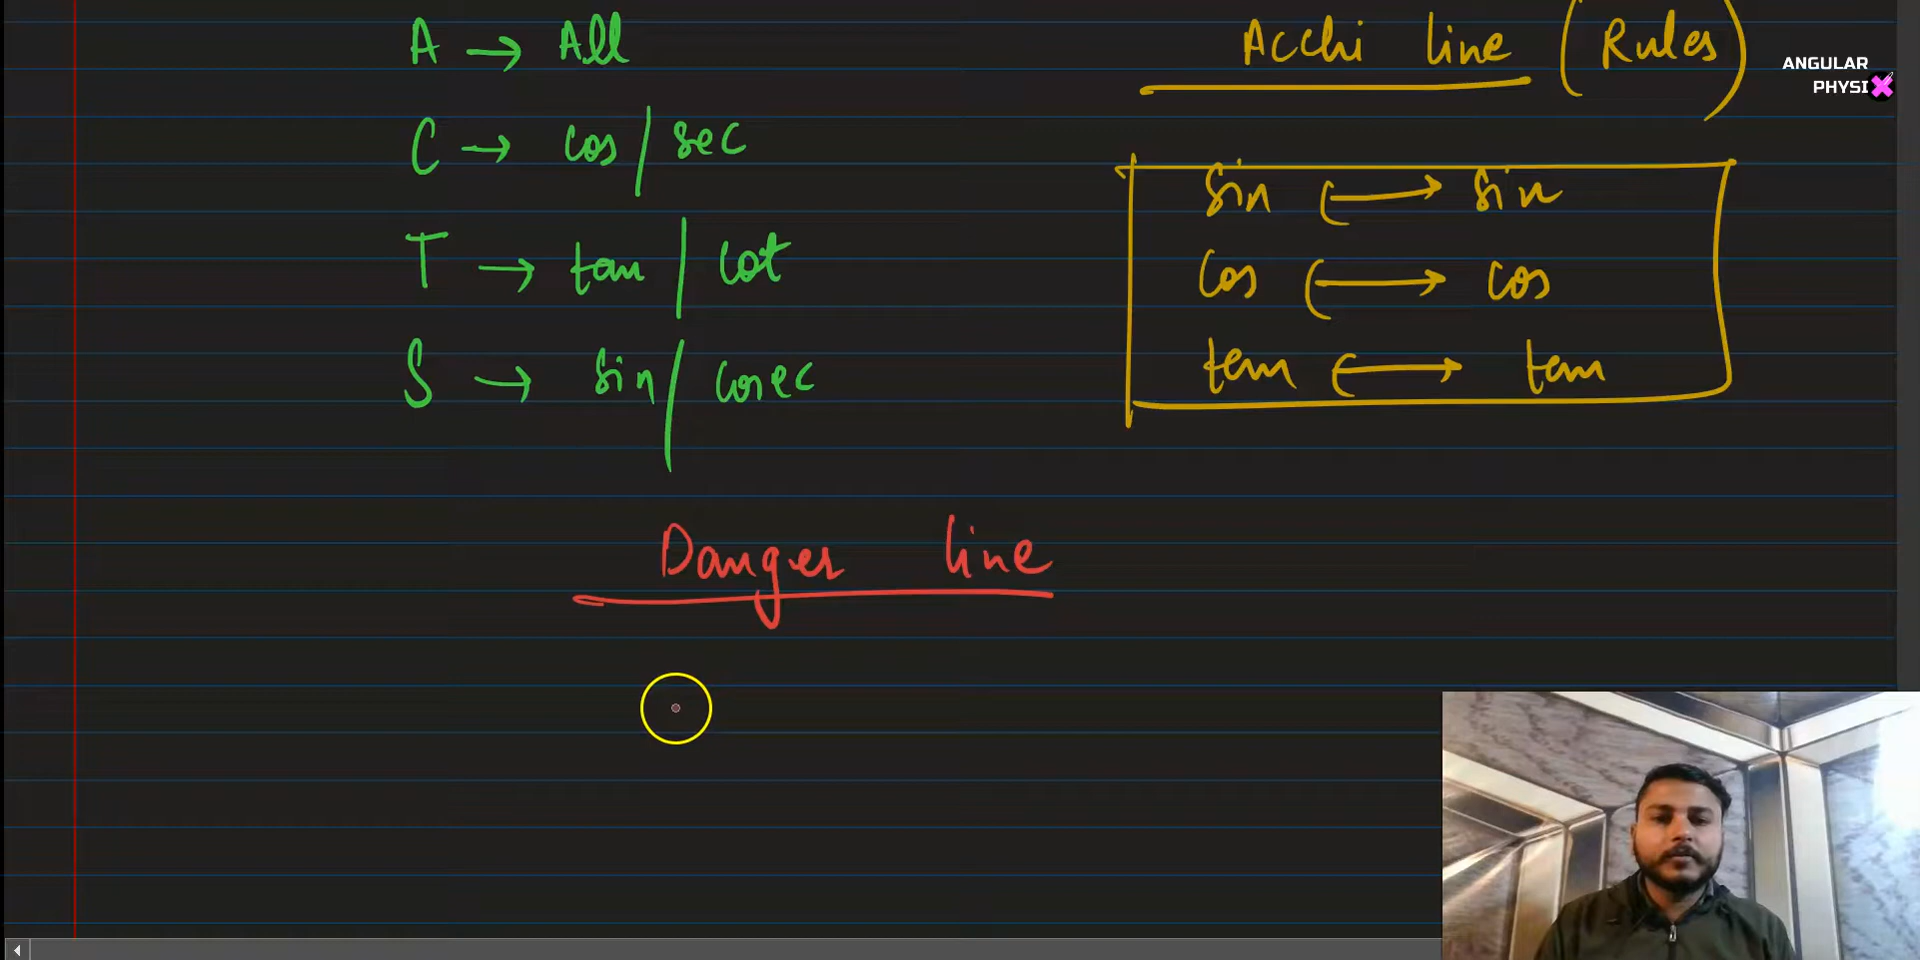 A → All
C → cos / sec
T → tan | cot
S → sin / cosec
Acchi line (Rules)
sin ↔ sin
cos ↔ cos
tan ↔ tan
Danger line
ANGULAR
PHYSIX